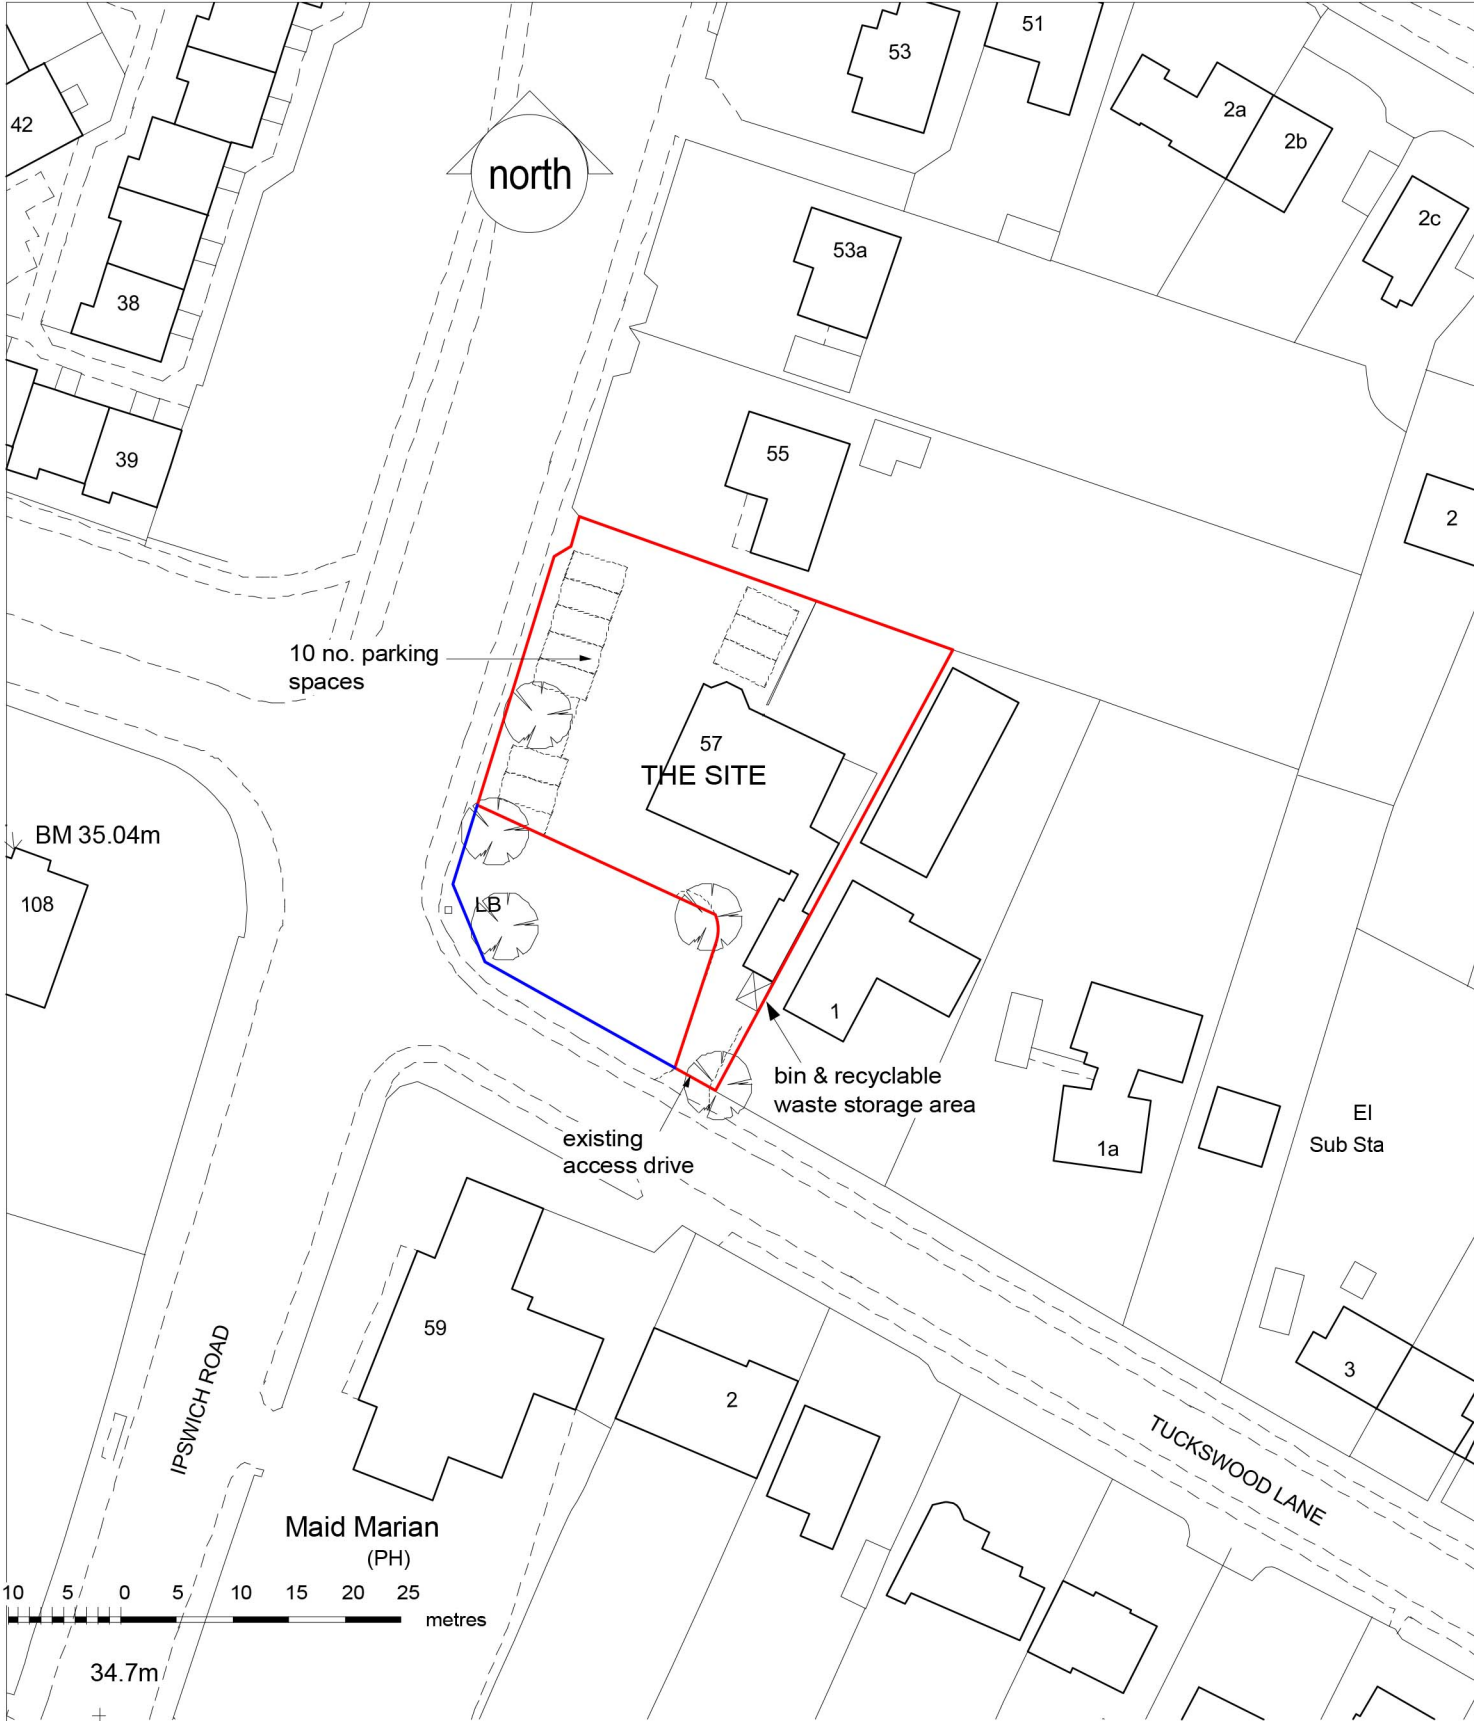 51
53
2a
42
2b
north
2c
53a
38
55
39
2
10 no. parking
spaces
57
THE SITE
BM 35.04m
108
LB
1
bin & recyclable
waste storage area
El
Sub Sta
existing
access drive
1a
59
3
IPSWICH ROAD
2
TUCKSWOOD LANE
Maid Marian
(PH)
10 5 0 5 10 15 20 25
metres
34.7m